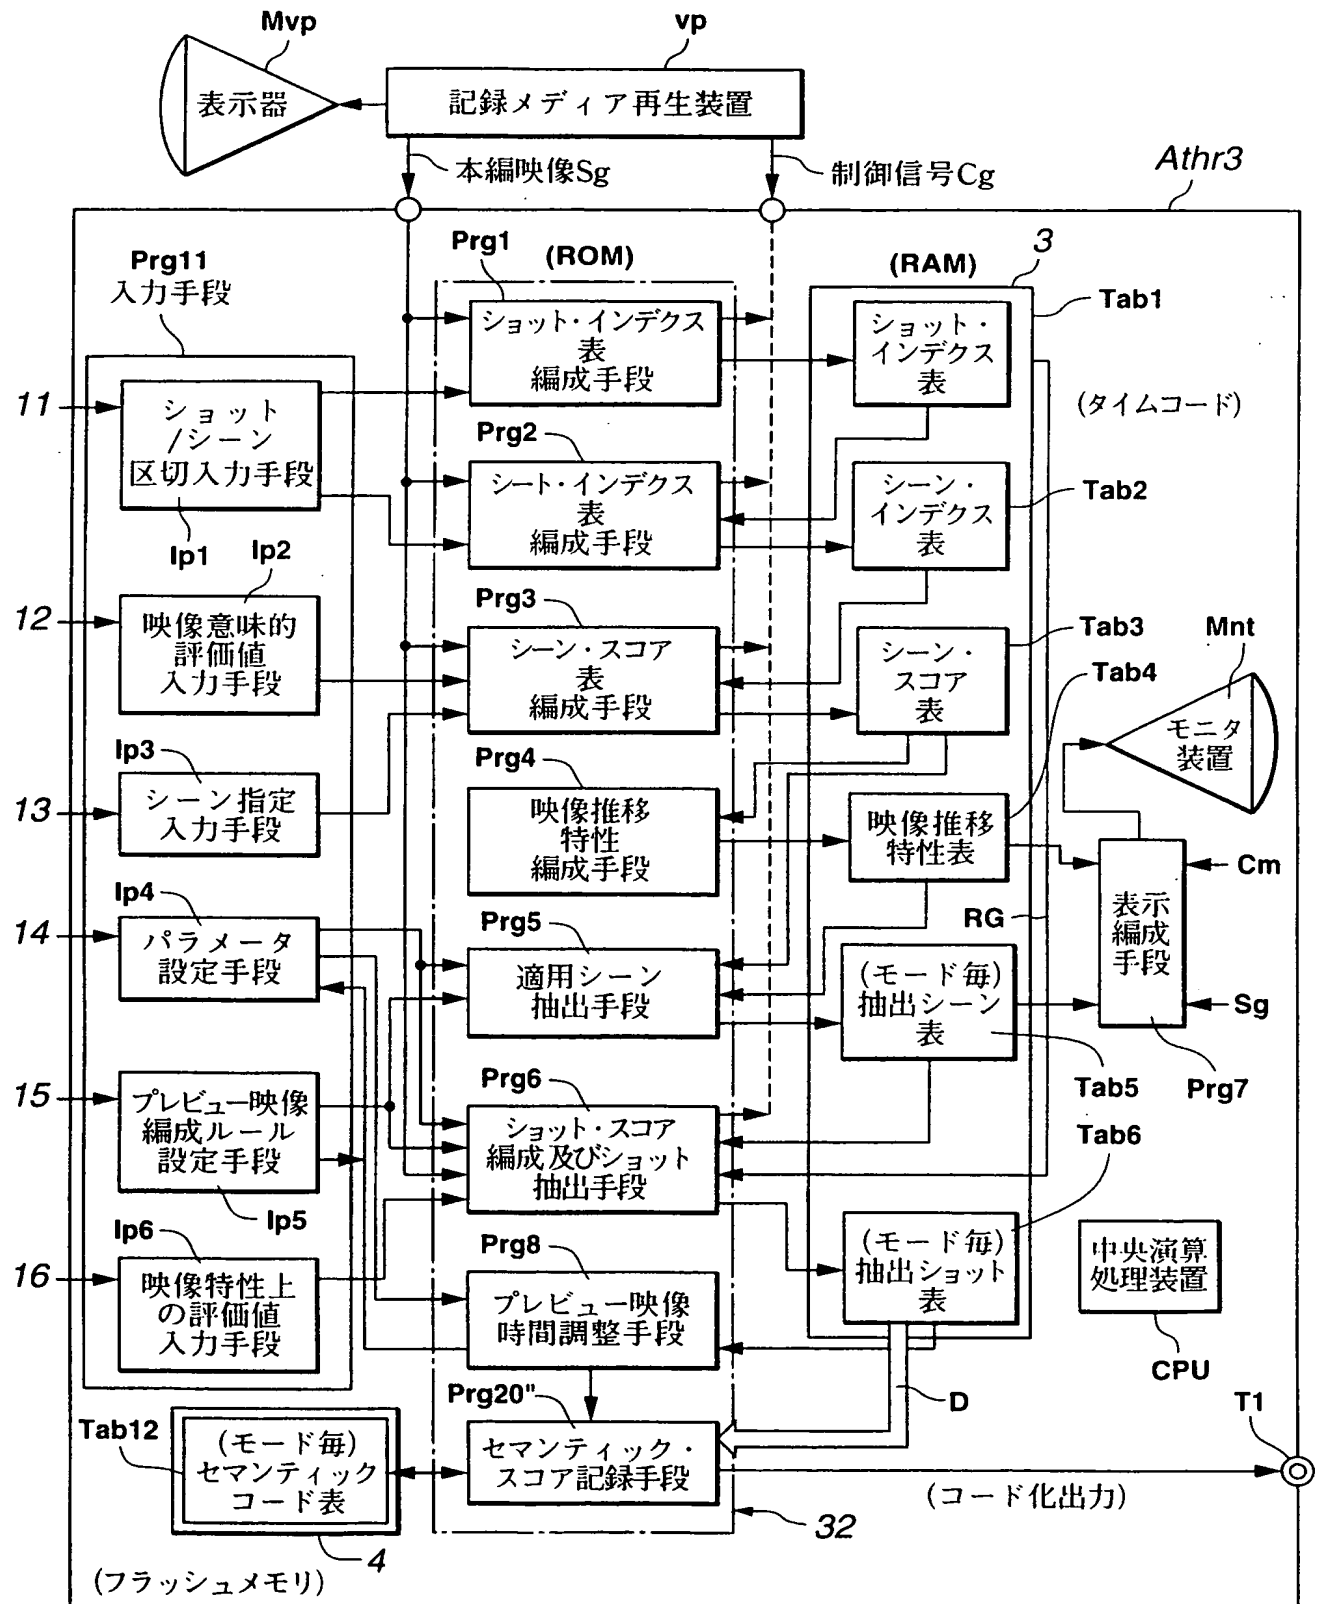 Mvp
vp
表示器
記録メディア再生装置
本編映像Sg
制御信号Cg
Athr3
Prg11
入力手段
Prg1
(ROM)
(RAM)
3
Tab1
ショット・インデクス
表
編成手段
ショット・
インデクス
表
(タイムコード)
11
ショット
/シーン
区切入力手段
Ip1
Prg2
シート・インデクス
表
編成手段
シーン・
インデクス
表
Tab2
Ip2
12
映像意味的
評価値
入力手段
Prg3
シーン・スコア
表
編成手段
シーン・
スコア
表
Tab3
Mnt
Tab4
モニタ
装置
Ip3
13
シーン指定
入力手段
Prg4
映像推移
特性
編成手段
映像推移
特性表
Cm
表示
編成
手段
Sg
Prg7
RG
Ip4
14
パラメータ
設定手段
Prg5
適用シーン
抽出手段
(モード毎)
抽出シーン
表
Tab5
15
プレビュー映像
編成ルール
設定手段
Ip5
Prg6
ショット・スコア
編成及びショット
抽出手段
Tab6
(モード毎)
抽出ショット
表
中央演算
処理装置
CPU
Ip6
16
映像特性上
の評価値
入力手段
Prg8
プレビュー映像
時間調整手段
D
T1
Prg20"
セマンティック・
スコア記録手段
Tab12
(モード毎)
セマンティック
コード表
(コード化出力)
32
4
(フラッシュメモリ)